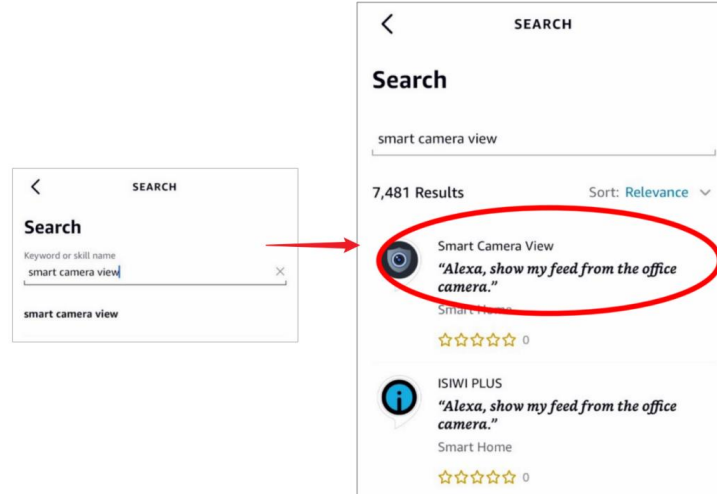 SEARCH
Search
Keyword or skill name
smart camera view
smart camera view
SEARCH
Search
smart camera view
7,481 Results Sort: Relevance
Smart Camera View
“Alexa, show my feed from the office
camera.”
Smart Home
0
ISIWI PLUS
“Alexa, show my feed from the office
camera.”
Smart Home
0